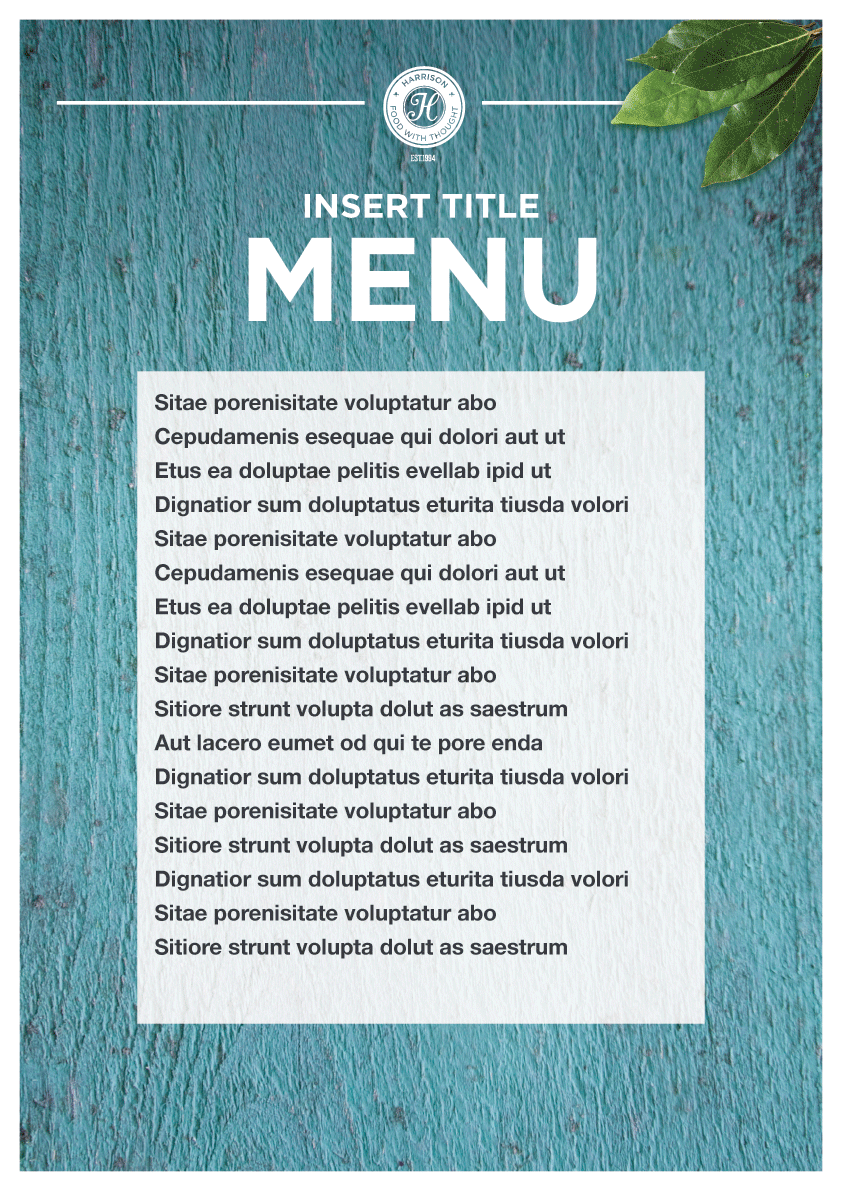 HARRISON
H
FOOD WITH THOUGHT
EST.1994
INSERT TITLE
MENU
Sitae porenisitate voluptatur abo
Cepudamenis esequae qui dolori aut ut
Etus ea doluptae pelitis evellab ipid ut
Dignatior sum doluptatus eturita tiusda volori
Sitae porenisitate voluptatur abo
Cepudamenis esequae qui dolori aut ut
Etus ea doluptae pelitis evellab ipid ut
Dignatior sum doluptatus eturita tiusda volori
Sitae porenisitate voluptatur abo
Sitiore strunt volupta dolut as saestrum
Aut lacero eumet od qui te pore enda
Dignatior sum doluptatus eturita tiusda volori
Sitae porenisitate voluptatur abo
Sitiore strunt volupta dolut as saestrum
Dignatior sum doluptatus eturita tiusda volori
Sitae porenisitate voluptatur abo
Sitiore strunt volupta dolut as saestrum